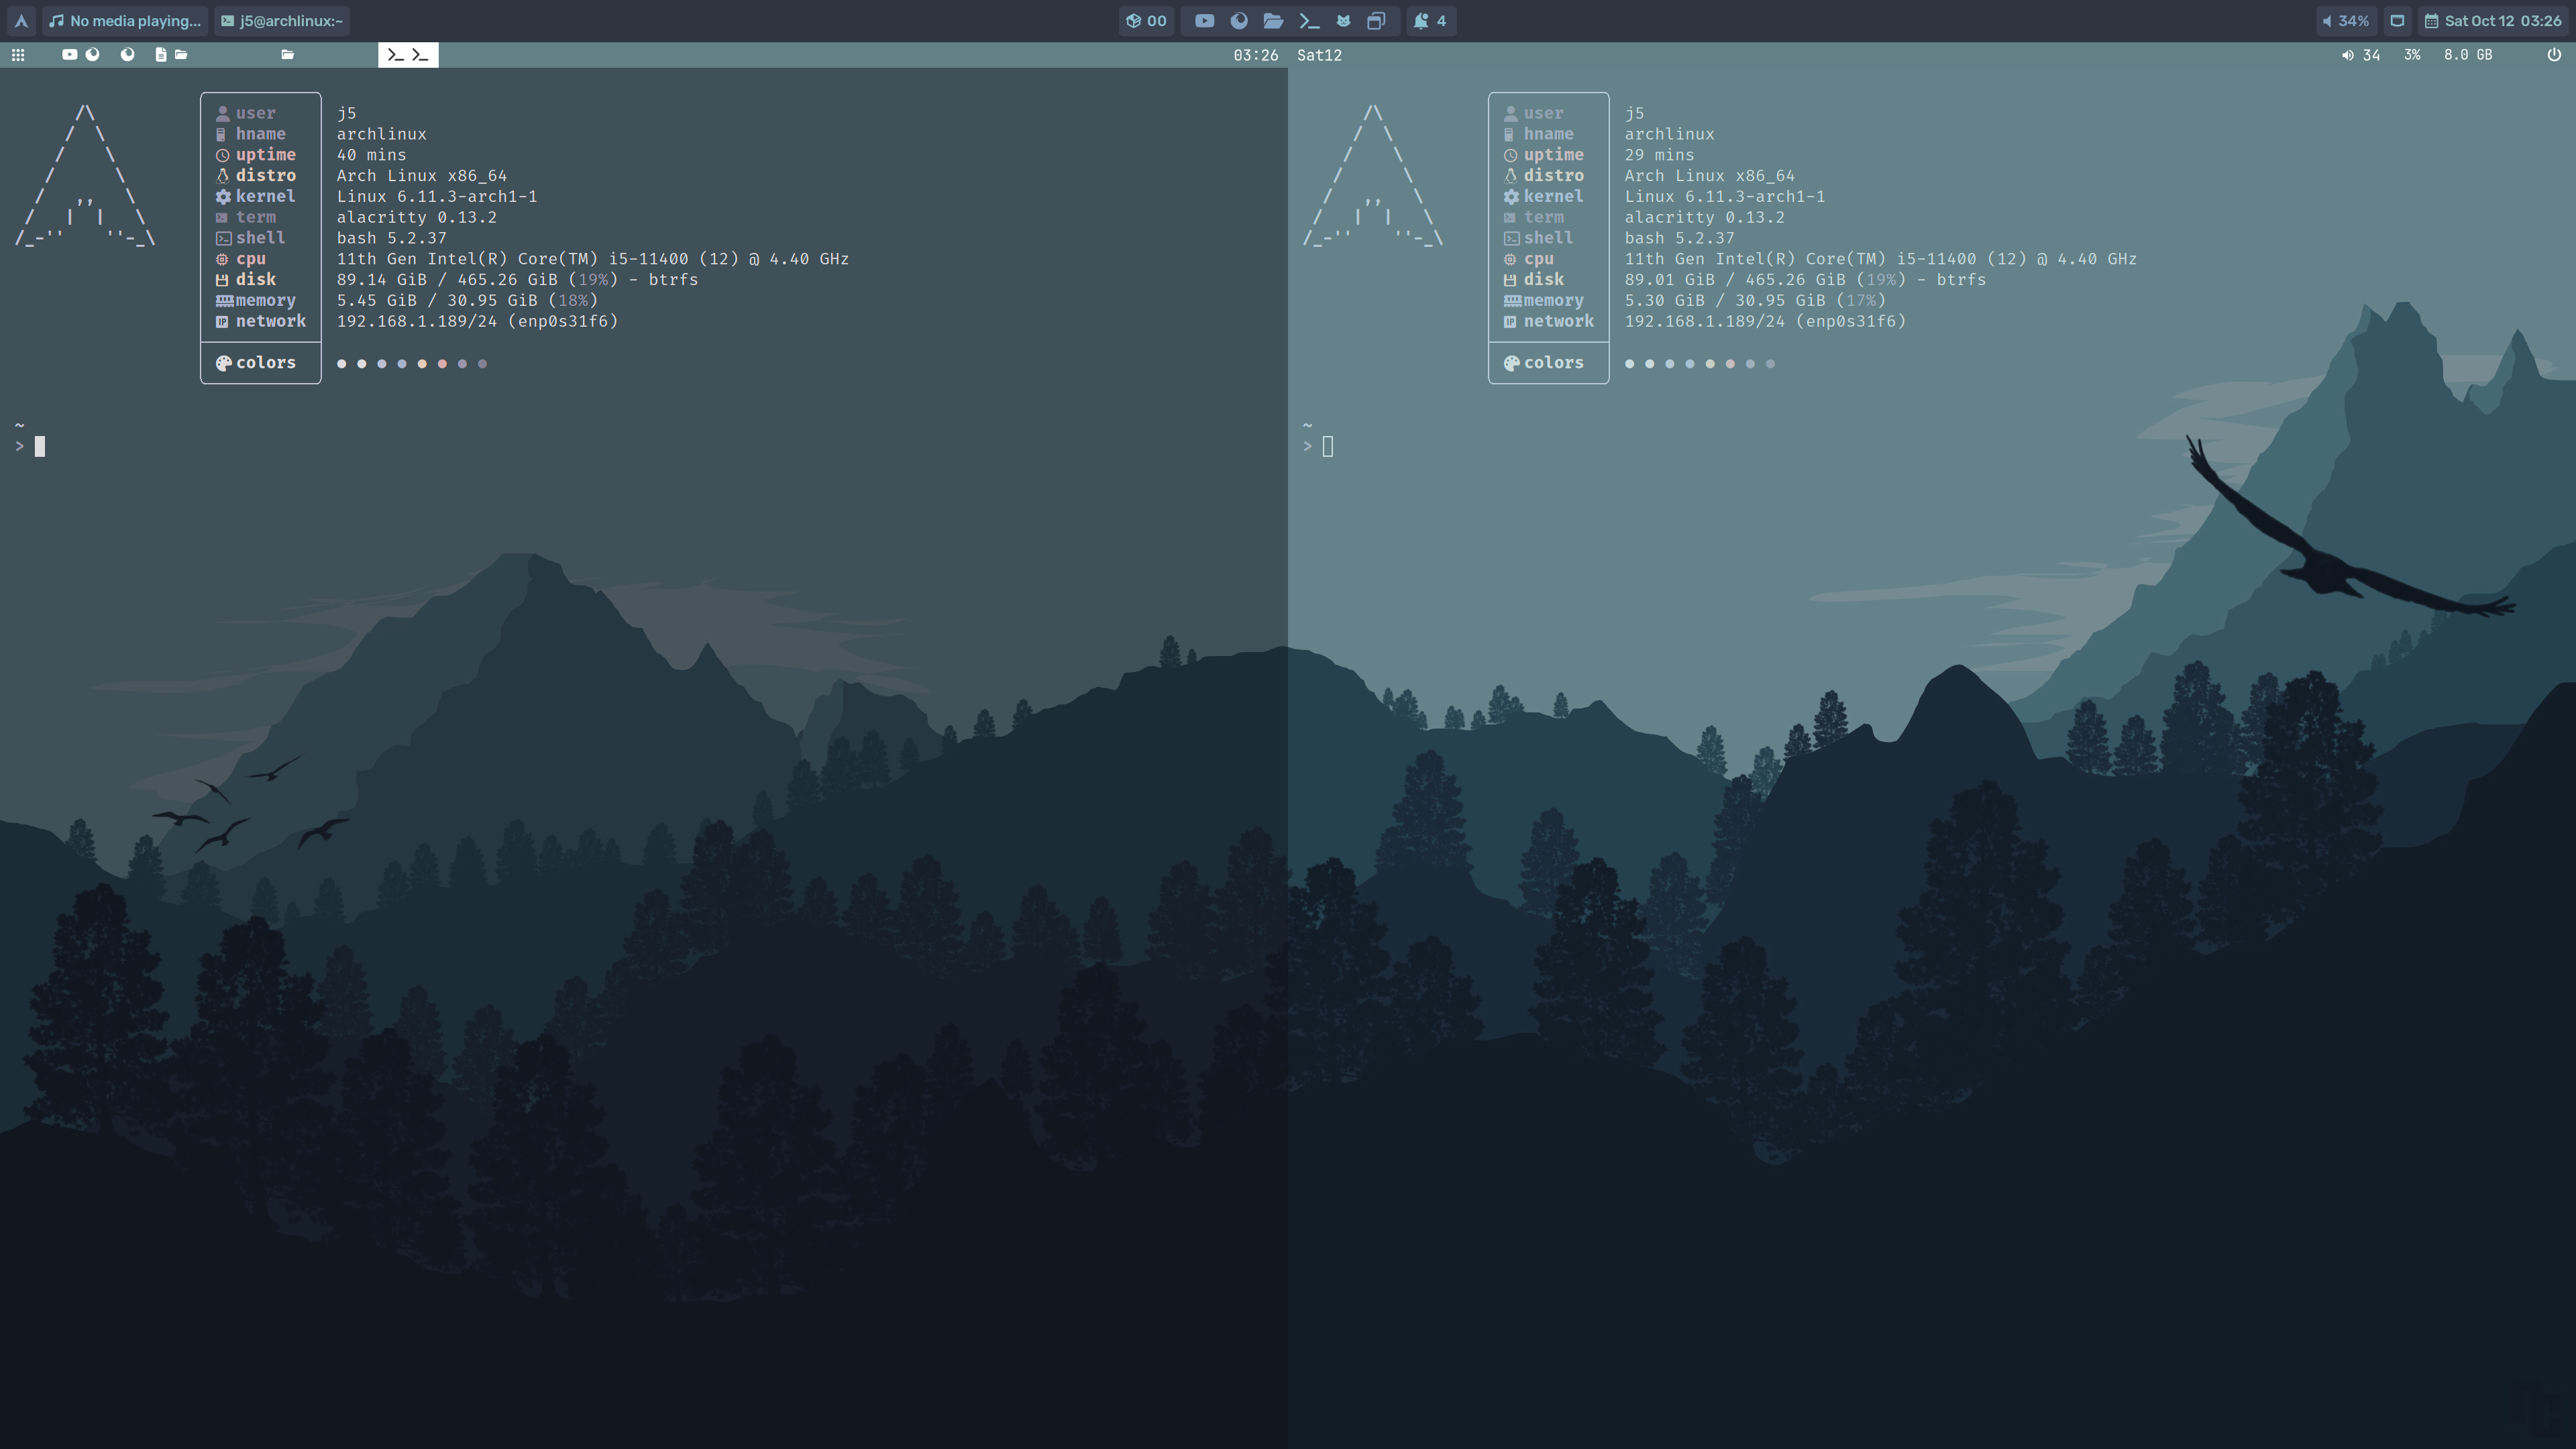 No media playing... j5@archlinux:~ 00 4 34% Sat Oct 12 03:26
03:26 Sat12 34 3% 8.0 GB
user j5
hname archlinux
uptime 40 mins
distro Arch Linux x86_64
kernel Linux 6.11.3-arch1-1
term alacritty 0.13.2
shell bash 5.2.37
cpu 11th Gen Intel(R) Core(TM) i5-11400 (12) @ 4.40 GHz
disk 89.14 GiB / 465.26 GiB (19%) - btrfs
memory 5.45 GiB / 30.95 GiB (18%)
network 192.168.1.189/24 (enp0s31f6)
colors
~
>
user j5
hname archlinux
uptime 29 mins
distro Arch Linux x86_64
kernel Linux 6.11.3-arch1-1
term alacritty 0.13.2
shell bash 5.2.37
cpu 11th Gen Intel(R) Core(TM) i5-11400 (12) @ 4.40 GHz
disk 89.01 GiB / 465.26 GiB (19%) - btrfs
memory 5.30 GiB / 30.95 GiB (17%)
network 192.168.1.189/24 (enp0s31f6)
colors
~
>